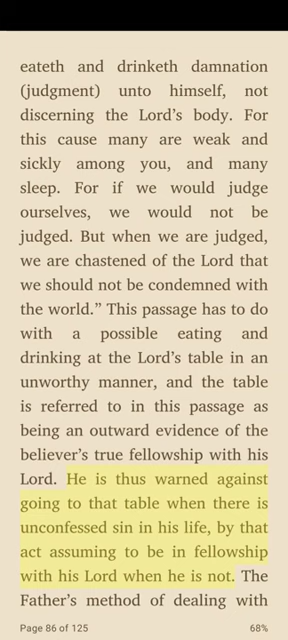 eateth and drinketh damnation
(judgment) unto himself, not
discerning the Lord’s body. For
this cause many are weak and
sickly among you, and many
sleep. For if we would judge
ourselves, we would not be
judged. But when we are judged,
we are chastened of the Lord that
we should not be condemned with
the world.” This passage has to do
with a possible eating and
drinking at the Lord’s table in an
unworthy manner, and the table
is referred to in this passage as
being an outward evidence of the
believer’s true fellowship with his
Lord. He is thus warned against
going to that table when there is
unconfessed sin in his life, by that
act assuming to be in fellowship
with his Lord when he is not. The
Father’s method of dealing with
Page 86 of 125 68%